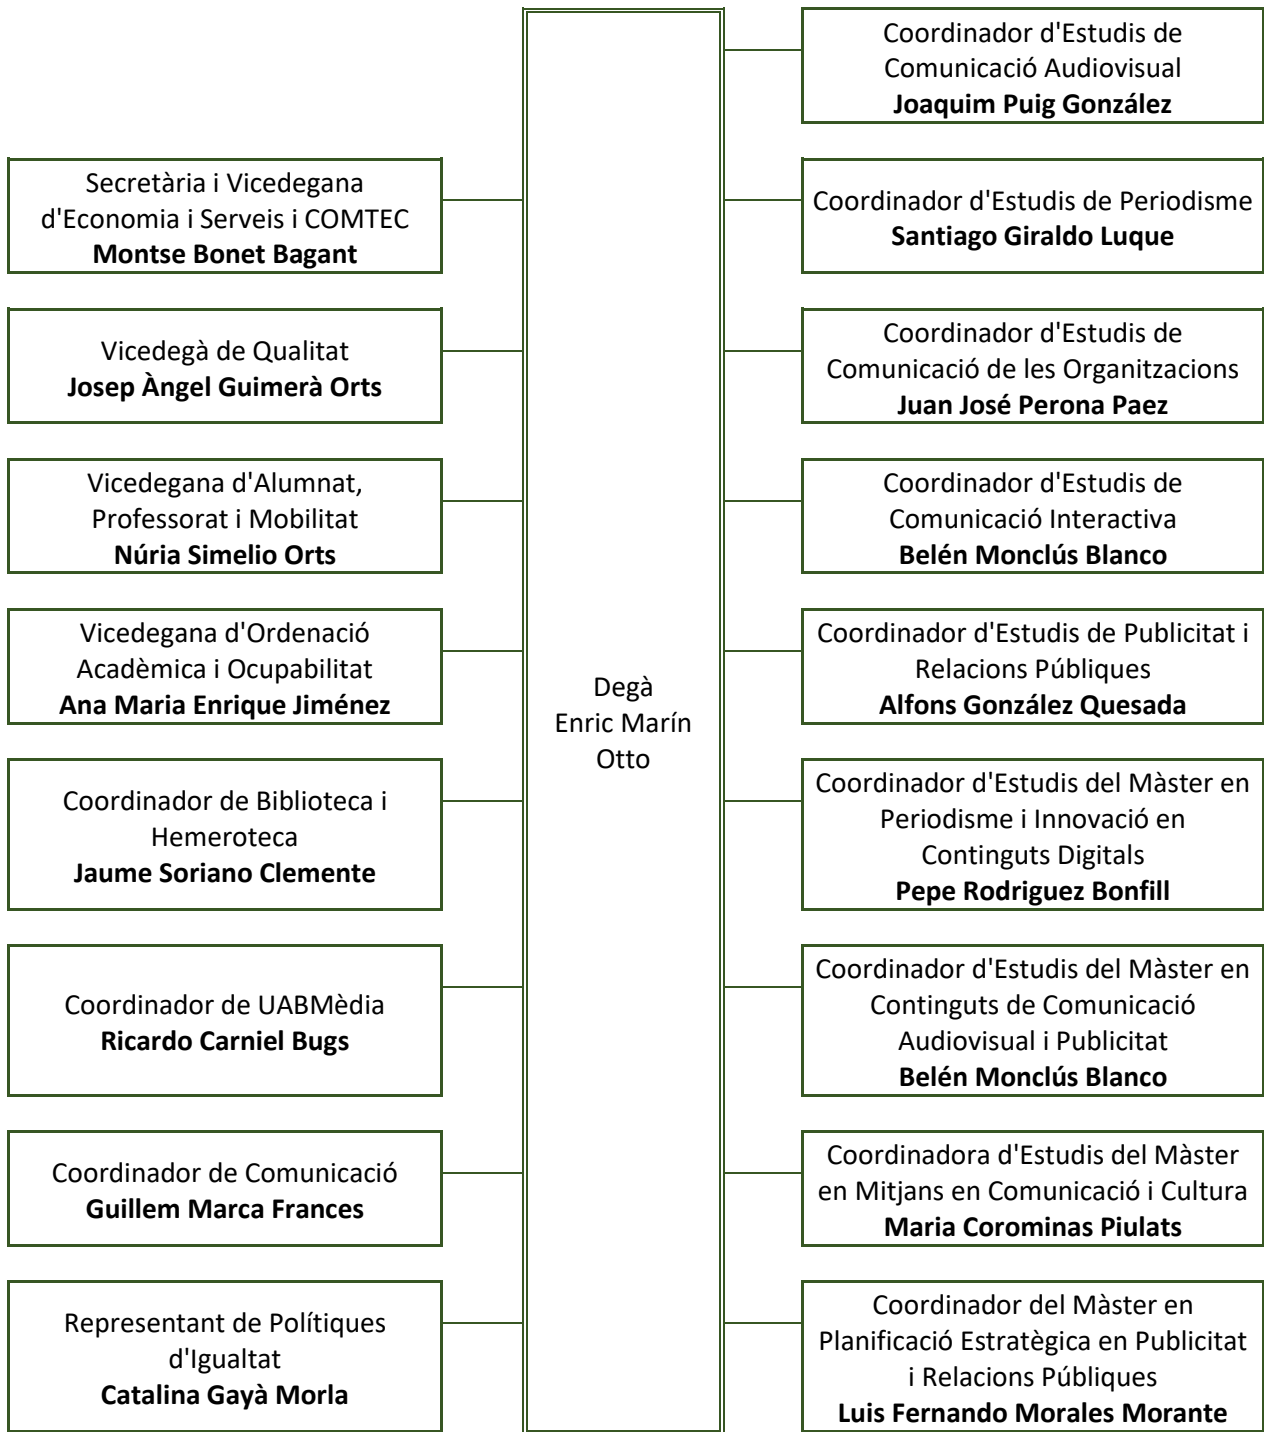 Coordinador d'Estudis de
Comunicació Audiovisual
Joaquim Puig González
Secretària i Vicedegana
d'Economia i Serveis i COMTEC
Montse Bonet Bagant
Coordinador d'Estudis de Periodisme
Santiago Giraldo Luque
Vicedegà de Qualitat
Josep Àngel Guimerà Orts
Coordinador d'Estudis de
Comunicació de les Organitzacions
Juan José Perona Paez
Vicedegana d'Alumnat,
Professorat i Mobilitat
Núria Simelio Orts
Coordinador d'Estudis de
Comunicació Interactiva
Belén Monclús Blanco
Vicedegana d'Ordenació
Acadèmica i Ocupabilitat
Ana Maria Enrique Jiménez
Degà
Enric Marín
Otto
Coordinador d'Estudis de Publicitat i
Relacions Públiques
Alfons González Quesada
Coordinador de Biblioteca i
Hemeroteca
Jaume Soriano Clemente
Coordinador d'Estudis del Màster en
Periodisme i Innovació en
Continguts Digitals
Pepe Rodriguez Bonfill
Coordinador de UABMèdia
Ricardo Carniel Bugs
Coordinador d'Estudis del Màster en
Continguts de Comunicació
Audiovisual i Publicitat
Belén Monclús Blanco
Coordinador de Comunicació
Guillem Marca Frances
Coordinadora d'Estudis del Màster
en Mitjans en Comunicació i Cultura
Maria Corominas Piulats
Representant de Polítiques
d'Igualtat
Catalina Gayà Morla
Coordinador del Màster en
Planificació Estratègica en Publicitat
i Relacions Públiques
Luis Fernando Morales Morante